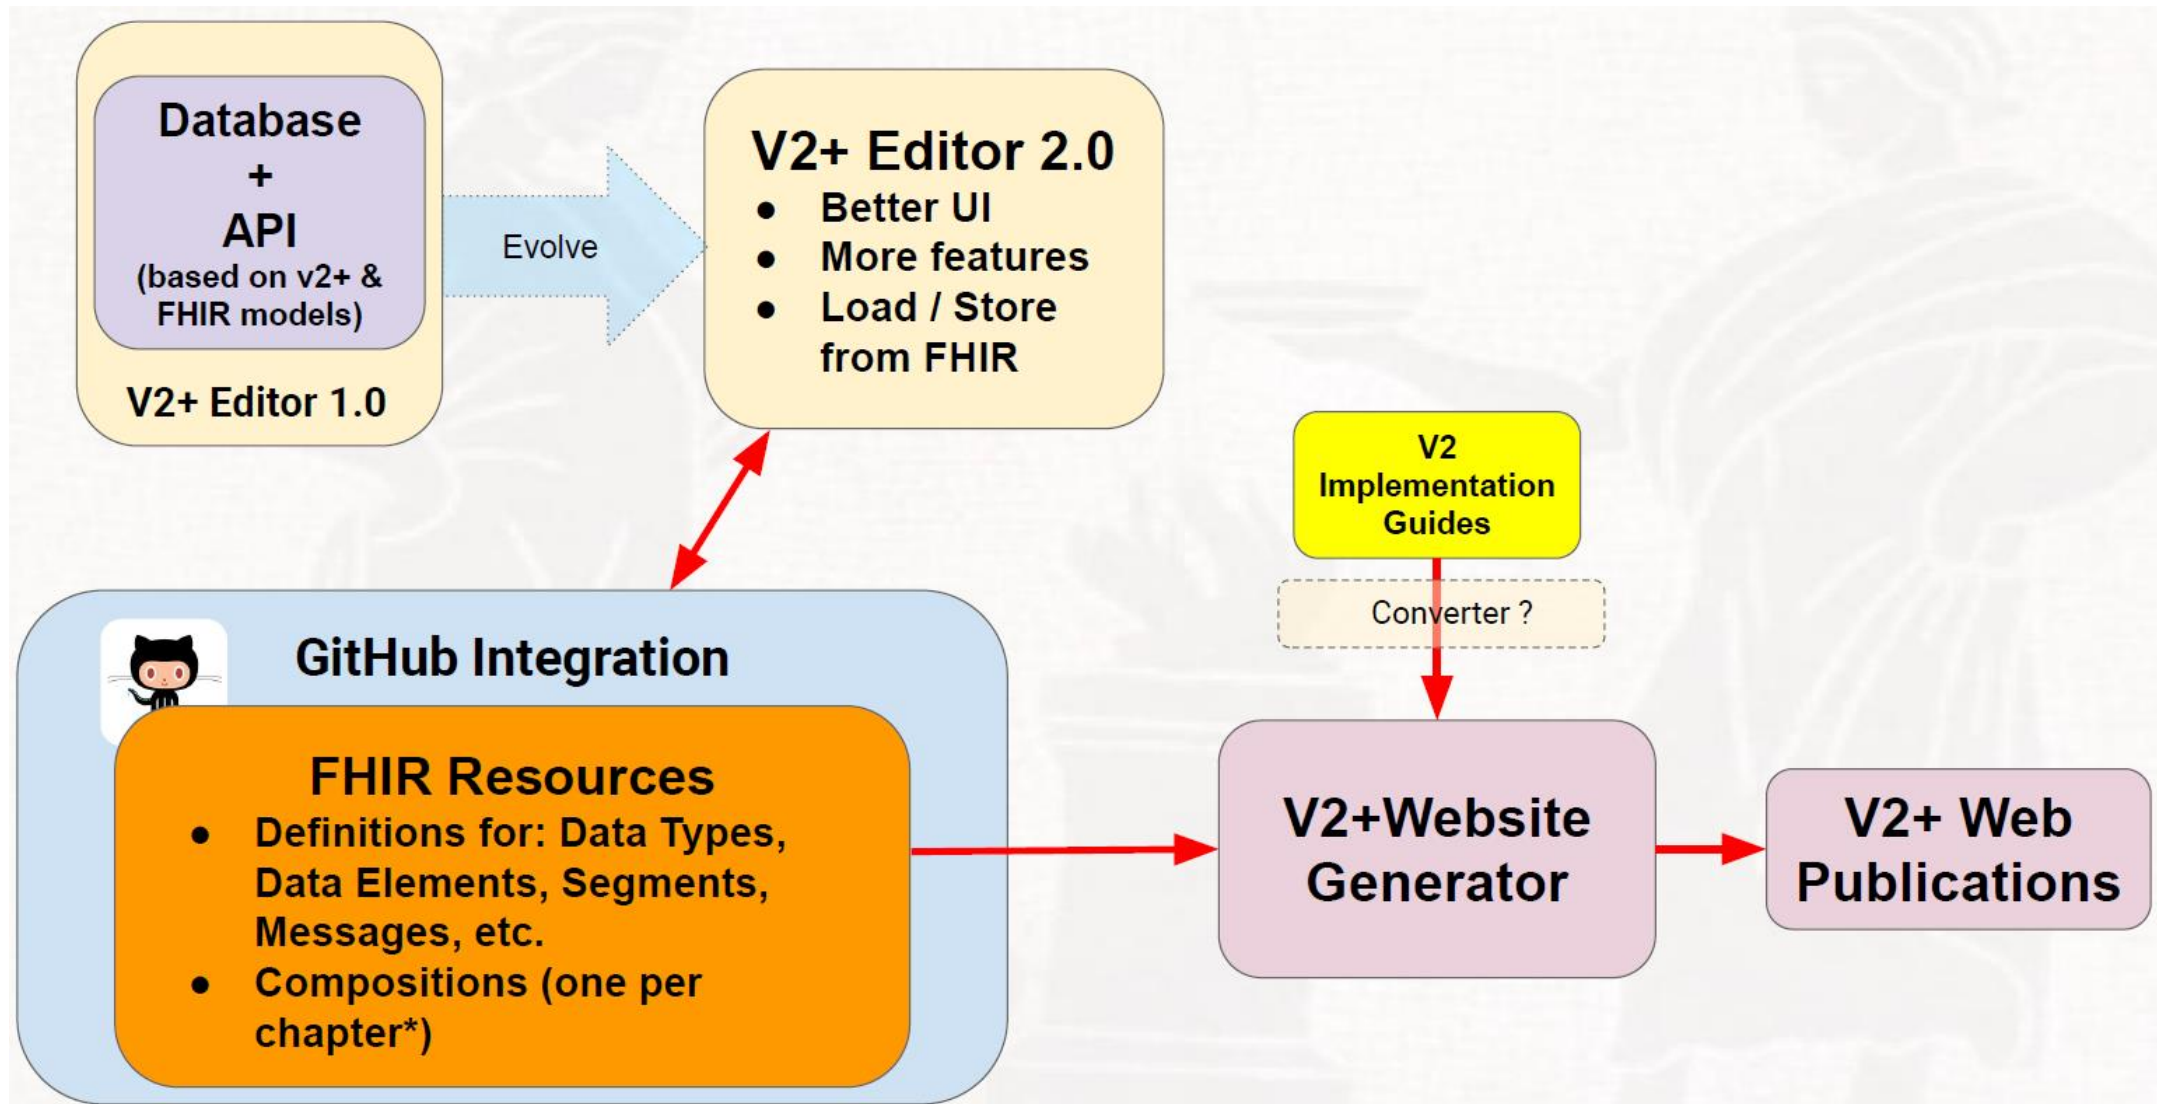 Database
+
API
(based on v2+ &
FHIR models)
V2+ Editor 1.0
Evolve
V2+ Editor 2.0
● Better UI
● More features
● Load / Store
from FHIR
V2
Implementation
Guides
Converter ?
GitHub Integration
FHIR Resources
● Definitions for: Data Types,
Data Elements, Segments,
Messages, etc.
● Compositions (one per
chapter*)
V2+Website
Generator
V2+ Web
Publications